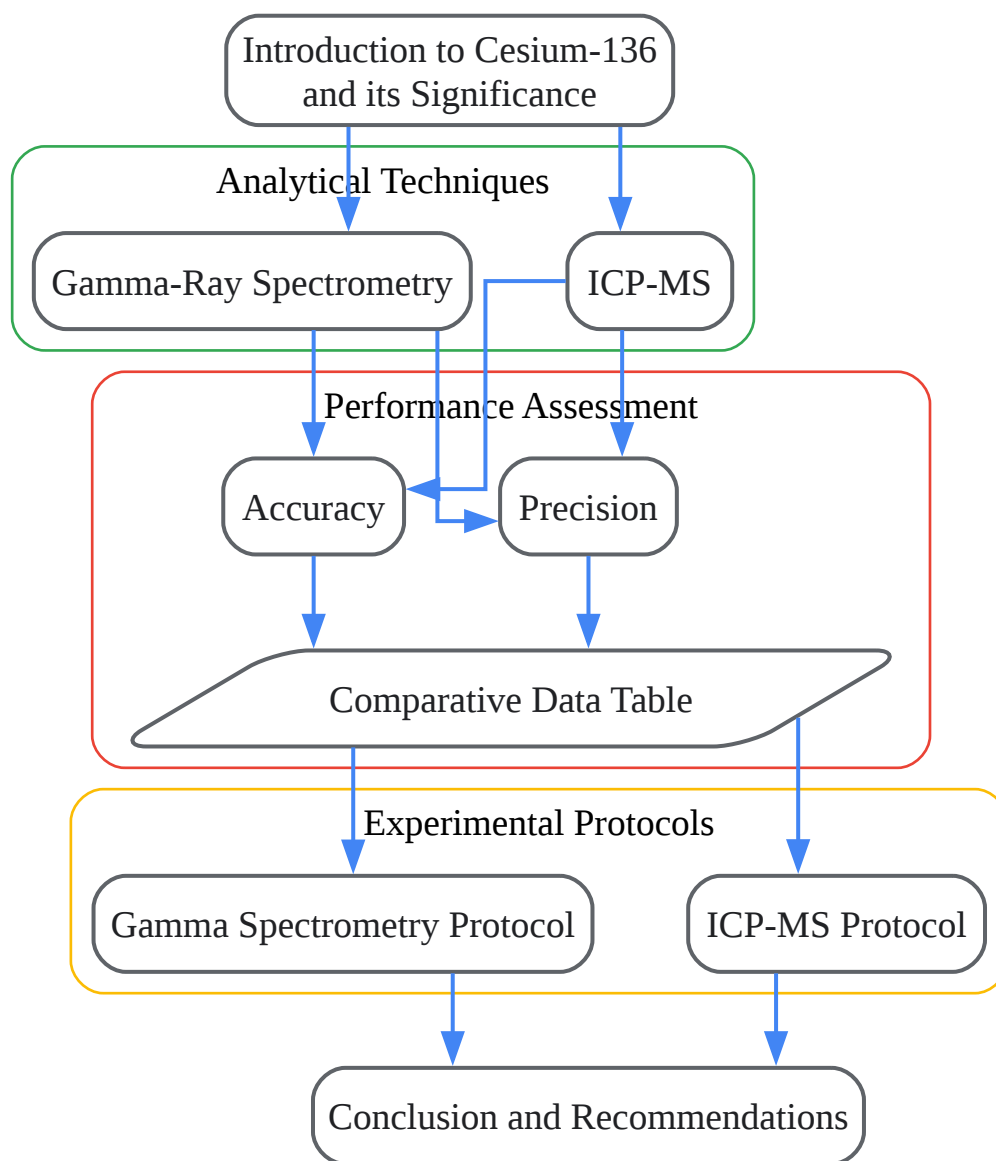 Introduction to Cesium-136
and its Significance
Analytical Techniques
Gamma-Ray Spectrometry
ICP-MS
Performance Assessment
Accuracy
Precision
Comparative Data Table
Experimental Protocols
Gamma Spectrometry Protocol
ICP-MS Protocol
Conclusion and Recommendations